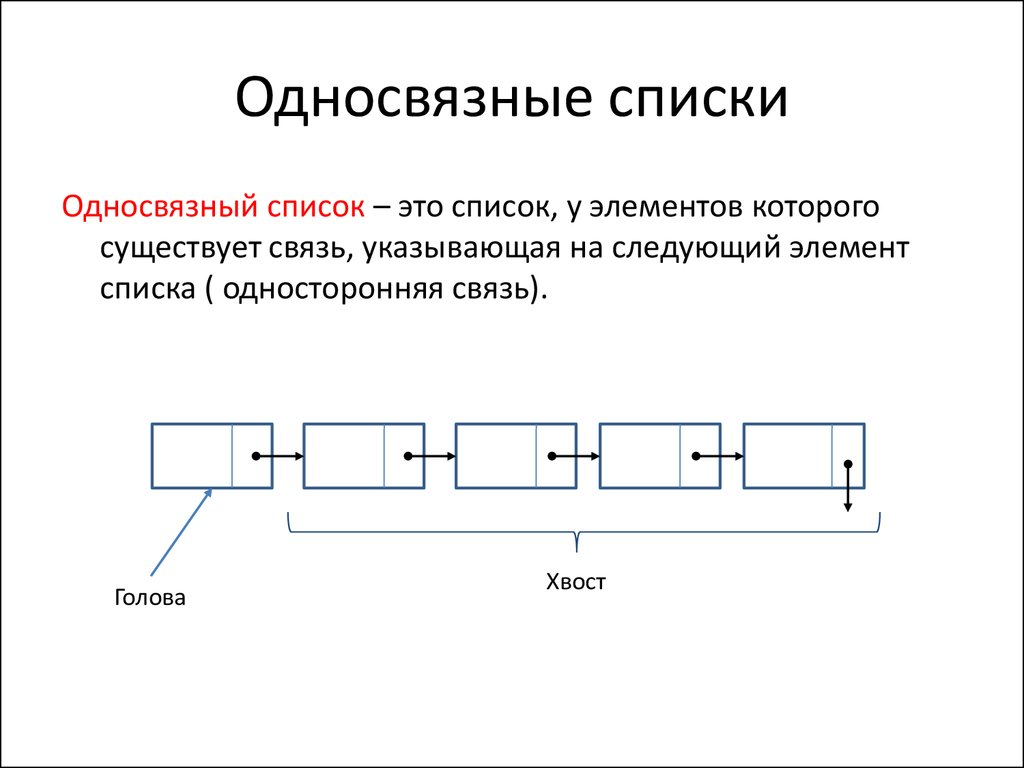 Односвязные списки
Односвязный список – это список, у элементов которого
существует связь, указывающая на следующий элемент
списка ( односторонняя связь).
Хвост
Голова